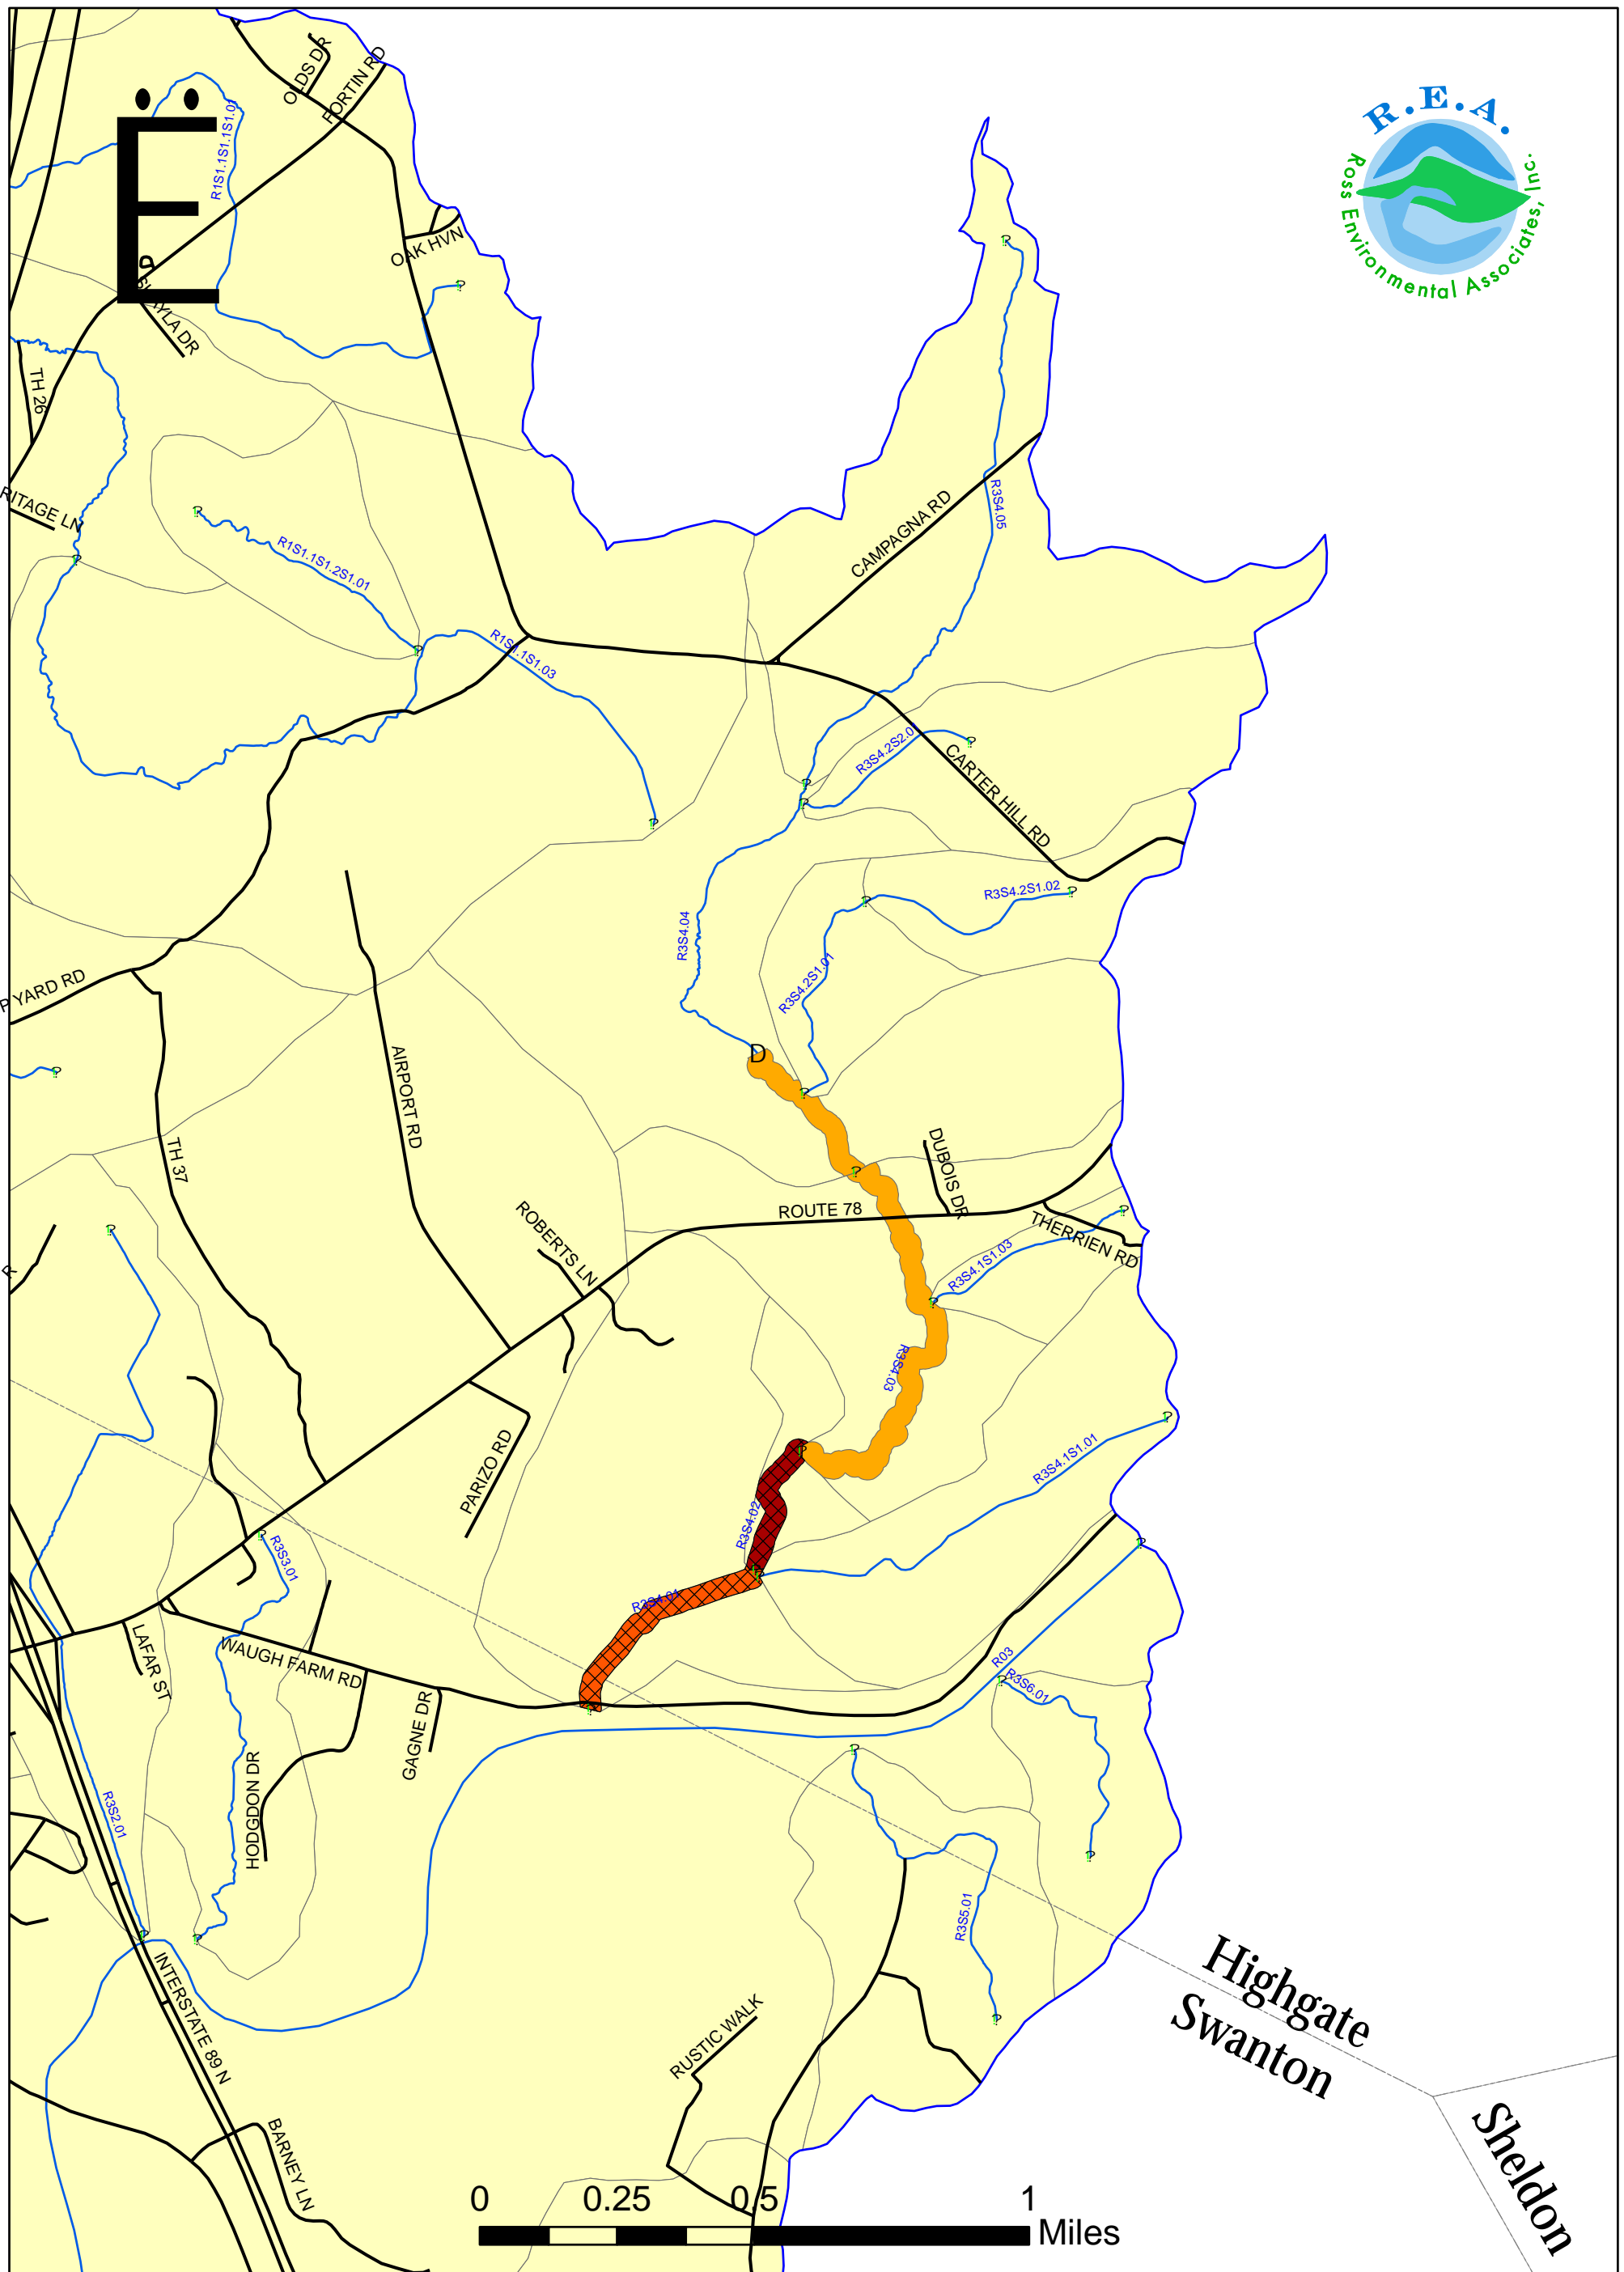 OLDS DR
FORTIN RD
R.E.A.
Ross Environmental Associates, Inc.
Ë
R1S1.1S1.1S1.01
OAK HVN
TH 26
RITAGE LN
R1S1.1S1.2S1.01
R1S1.1S1.03
CAMPAGNA RD
R3S4.05
R3S4.2S2.0
CARTER HILL RD
R3S4.04
R3S4.2S1.02
R3S4.2S1.01
P YARD RD
D
AIRPORT RD
TH 37
DUBOIS DR
ROUTE 78
ROBERTS LN
THERRIEN RD
R3S4.1S1.03
R
R3S4.03
PARIZO RD
R3S4.1S1.01
R3S4.02
R3S3.01
R3S4.01
LAFAR ST
WAUGH FARM RD
R03
R3S6.01
GAGNE DR
HODGDON DR
R3S2.01
R3S5.01
INTERSTATE 89 N
RUSTIC WALK
Highgate
Swanton
Sheldon
BARNEY LN
0 0.25 0.5 1
Miles